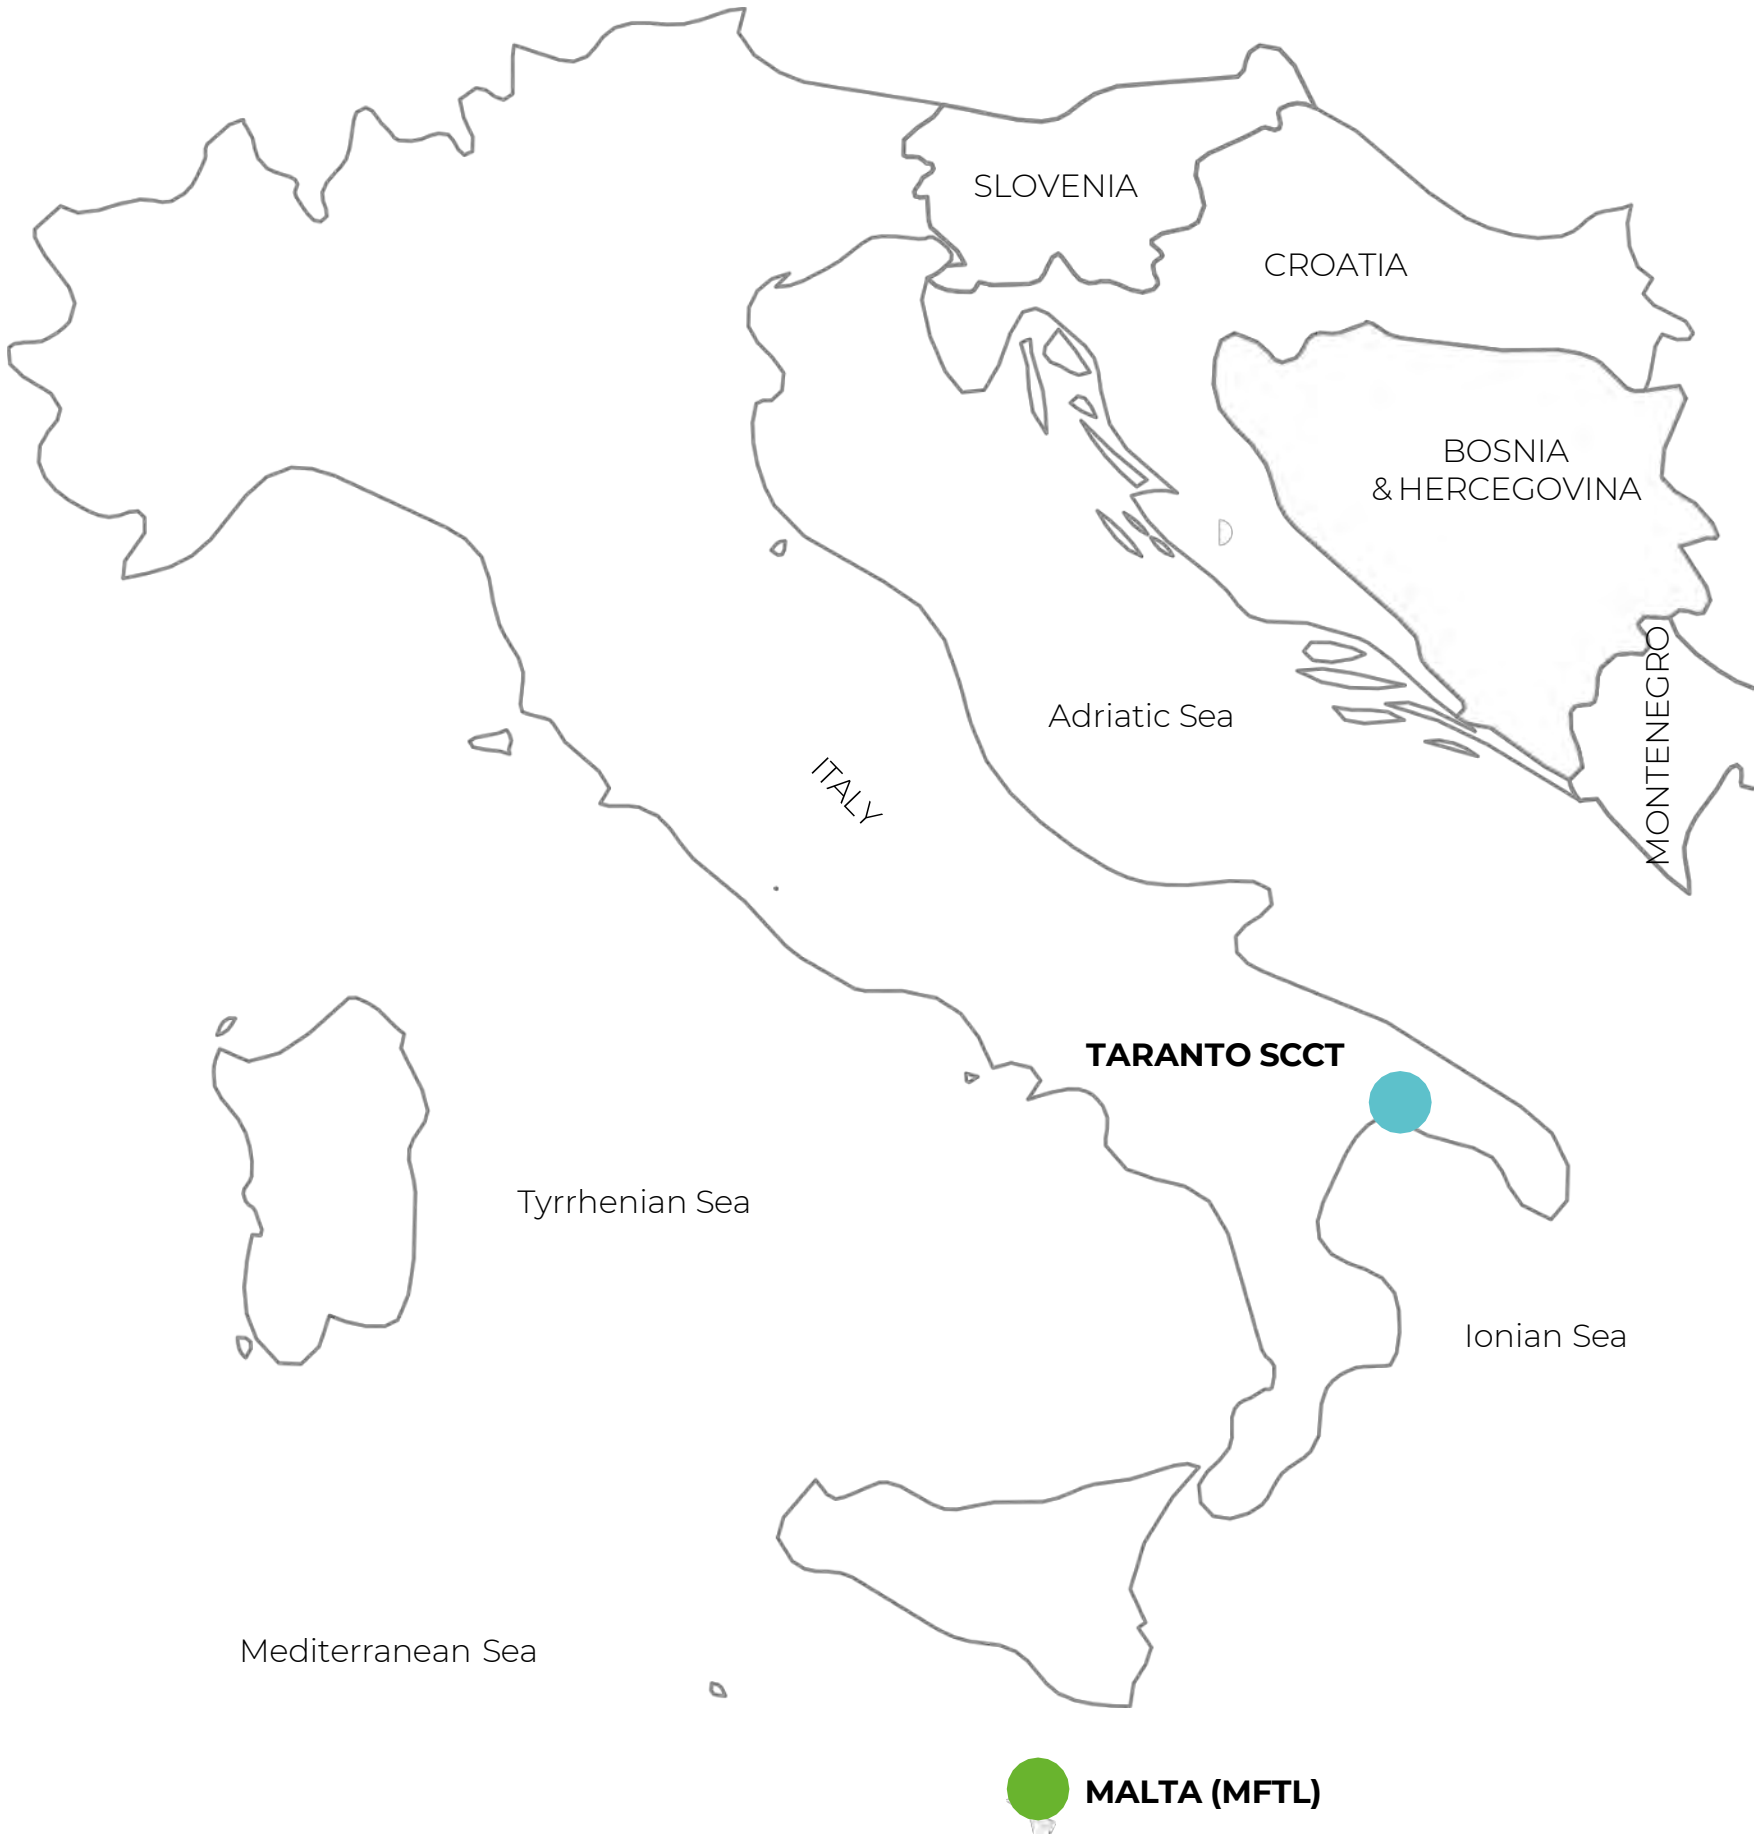 SLOVENIA
CROATIA
BOSNIA
& HERCEGOVINA
MONTENEGRO
Adriatic Sea
ITALY
TARANTO SCCT
Tyrrhenian Sea
Ionian Sea
Mediterranean Sea
MALTA (MFTL)